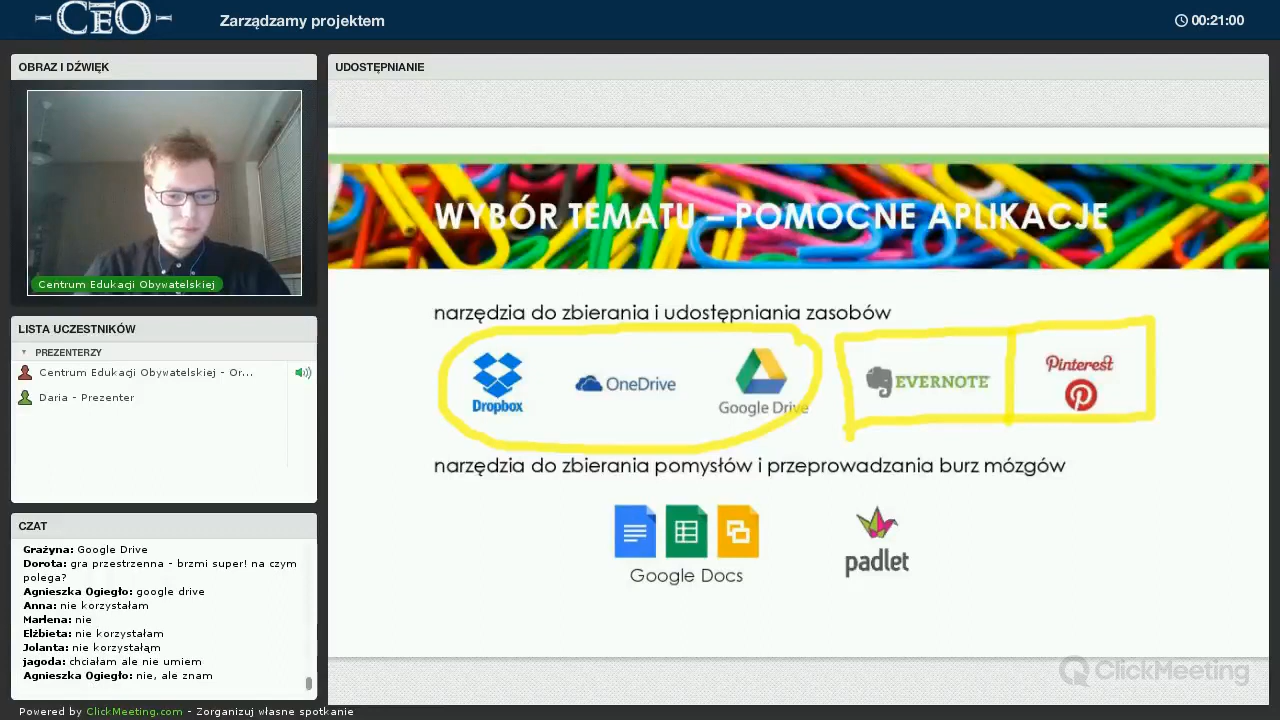 CEO
Zarządzamy projektem
00:21:00
OBRAZ I DŹWIĘK
Centrum Edukacji Obywatelskiej
LISTA UCZESTNIKÓW
PREZENTERZY
Centrum Edukacji Obywatelskiej - Or...
Daria - Prezenter
CZAT
Grażyna: Google Drive
Dorota: gra przestrzenna - brzmi super! na czym
polega?
Agnieszka Ogiegło: google drive
Anna: nie korzystałam
Marlena: nie
Elżbieta: nie korzystałam
Jolanta: nie korzystałąm
jagoda: chciałam ale nie umiem
Agnieszka Ogiegło: nie, ale znam
Powered by ClickMeeting.com - Zorganizuj własne spotkanie
UDOSTĘPNIANIE
WYBÓR TEMATU – POMOCNE APLIKACJE
narzędzia do zbierania i udostępniania zasobów
Dropbox
OneDrive
Google Drive
EVERNOTE
Pinterest
narzędzia do zbierania pomysłów i przeprowadzania burz mózgów
Google Docs
padlet
ClickMeeting